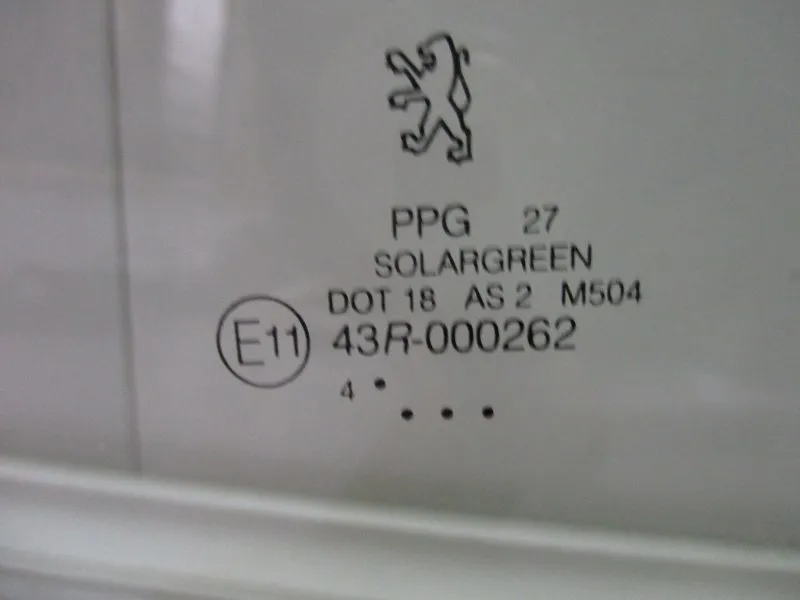 PPG 27
SOLARGREEN
DOT 18 AS 2 M504
E11 43R-000262
4